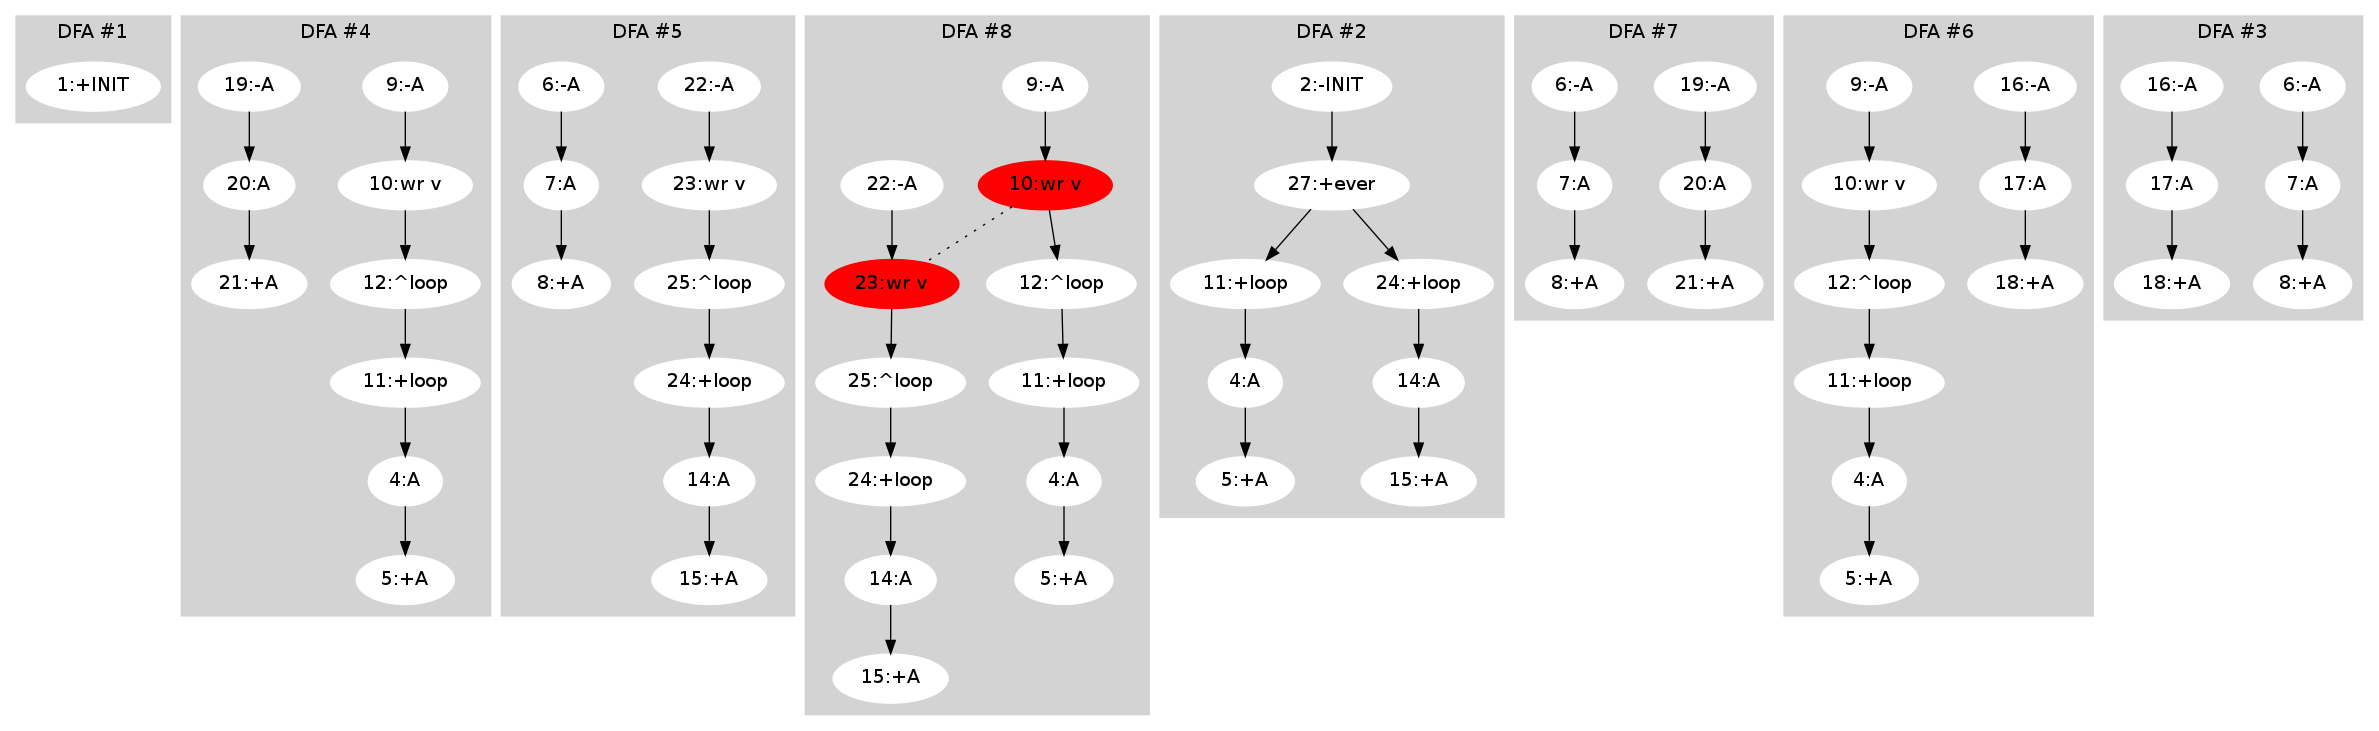 DFA #1
1:+INIT
DFA #4
19:-A
9:-A
20:A
10:wr v
21:+A
12:^loop
11:+loop
4:A
5:+A
DFA #5
6:-A
22:-A
7:A
23:wr v
8:+A
25:^loop
24:+loop
14:A
15:+A
DFA #8
9:-A
22:-A
10:wr v
23:wr v
12:^loop
25:^loop
11:+loop
24:+loop
4:A
14:A
5:+A
15:+A
DFA #2
2:-INIT
27:+ever
11:+loop
24:+loop
4:A
14:A
5:+A
15:+A
DFA #7
6:-A
19:-A
7:A
20:A
8:+A
21:+A
DFA #6
9:-A
16:-A
10:wr v
17:A
12:^loop
18:+A
11:+loop
4:A
5:+A
DFA #3
16:-A
6:-A
17:A
7:A
18:+A
8:+A